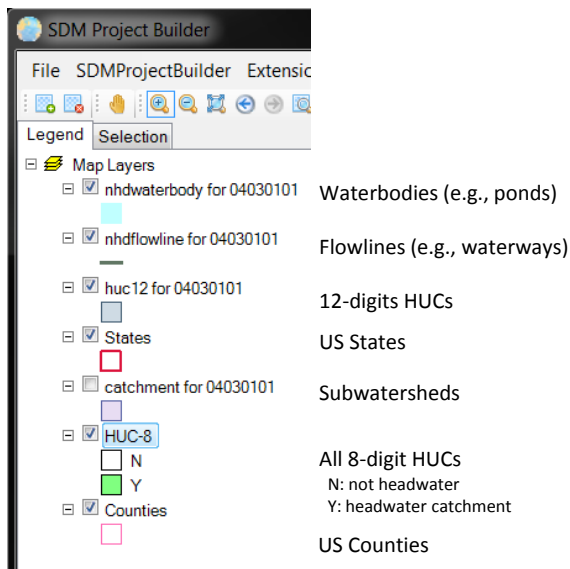 SDM Project Builder
File SDMProjectBuilder Extensio
Legend Selection
Map Layers
nhdwaterbody for 04030101 Waterbodies (e.g., ponds)
nhdflowline for 04030101 Flowlines (e.g., waterways)
huc12 for 04030101 12-digits HUCs
States US States
catchment for 04030101 Subwatersheds
HUC-8 All 8-digit HUCs
N N: not headwater
Y Y: headwater catchment
Counties US Counties